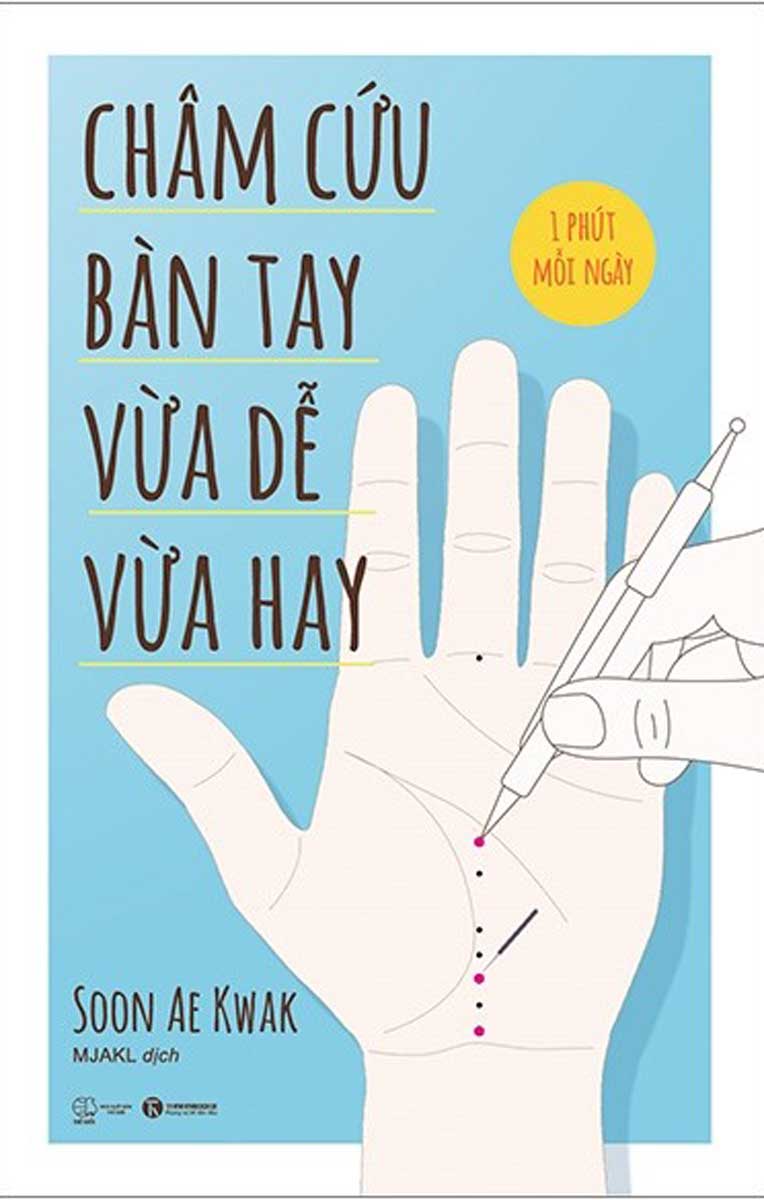 CHÂM CỨU
BÀN TAY
VỪA DỄ
VỪA HAY
1 PHÚT
MỖI NGÀY
SOON AE KWAK
MJAKL dịch